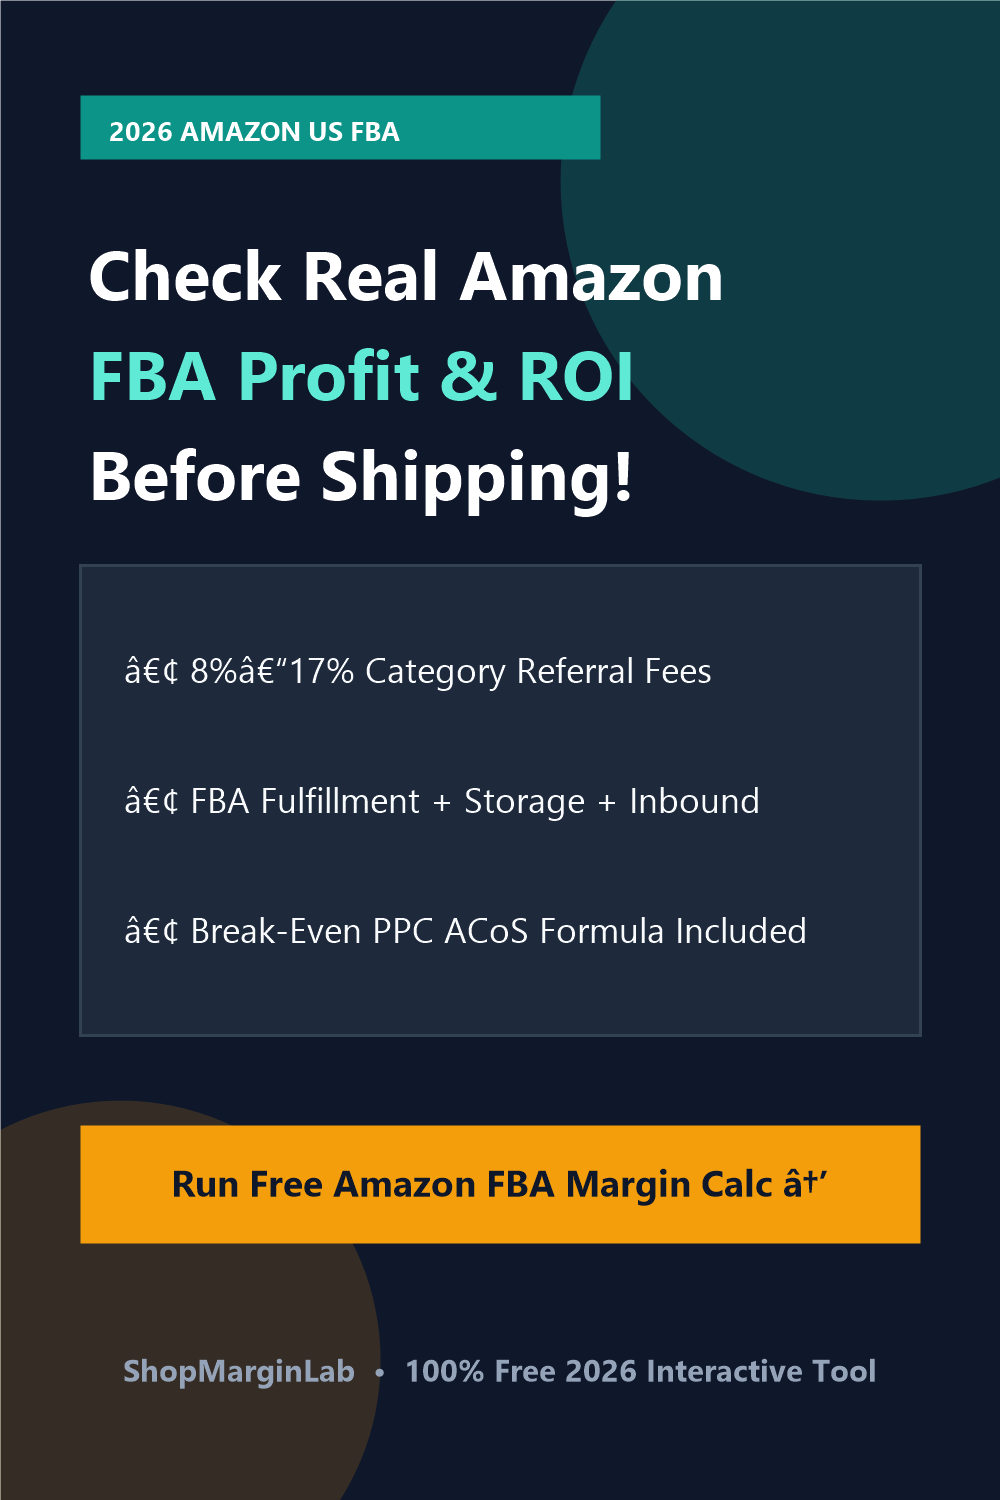 2026 AMAZON US FBA
Check Real Amazon
FBA Profit & ROI
Before Shipping!
â€¢ 8%â€“17% Category Referral Fees
â€¢ FBA Fulfillment + Storage + Inbound
â€¢ Break-Even PPC ACoS Formula Included
Run Free Amazon FBA Margin Calc â†’
ShopMarginLab • 100% Free 2026 Interactive Tool